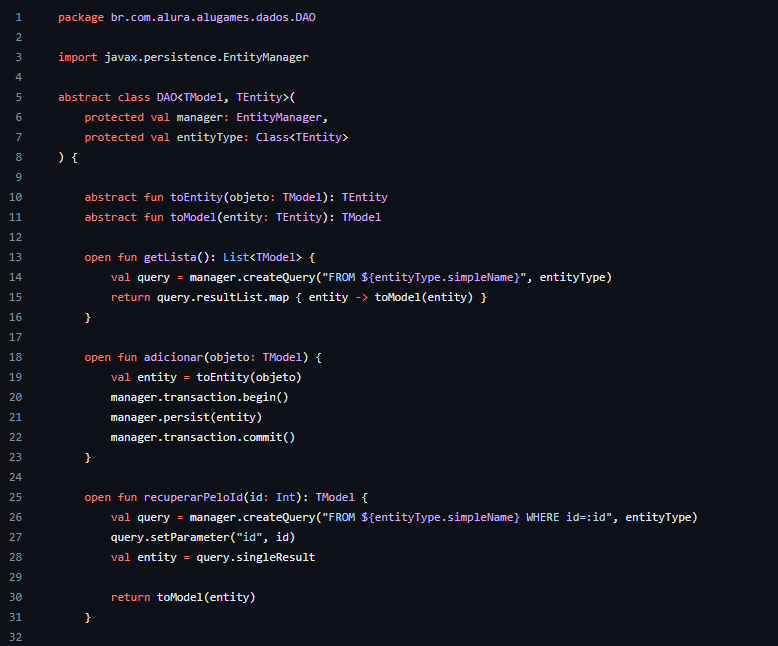 1 package br.com.alura.alugames.dados.DAO
2
3 import javax.persistence.EntityManager
4
5 abstract class DAO<TModel, TEntity>(
6     protected val manager: EntityManager,
7     protected val entityType: Class<TEntity>
8 ) {
9
10     abstract fun toEntity(objeto: TModel): TEntity
11     abstract fun toModel(entity: TEntity): TModel
12
13     open fun getLista(): List<TModel> {
14         val query = manager.createQuery("FROM ${entityType.simpleName}", entityType)
15         return query.resultList.map { entity -> toModel(entity) }
16     }
17
18     open fun adicionar(objeto: TModel) {
19         val entity = toEntity(objeto)
20         manager.transaction.begin()
21         manager.persist(entity)
22         manager.transaction.commit()
23     }
24
25     open fun recuperarPeloId(id: Int): TModel {
26         val query = manager.createQuery("FROM ${entityType.simpleName} WHERE id=:id", entityType)
27         query.setParameter("id", id)
28         val entity = query.singleResult
29
30         return toModel(entity)
31     }
32